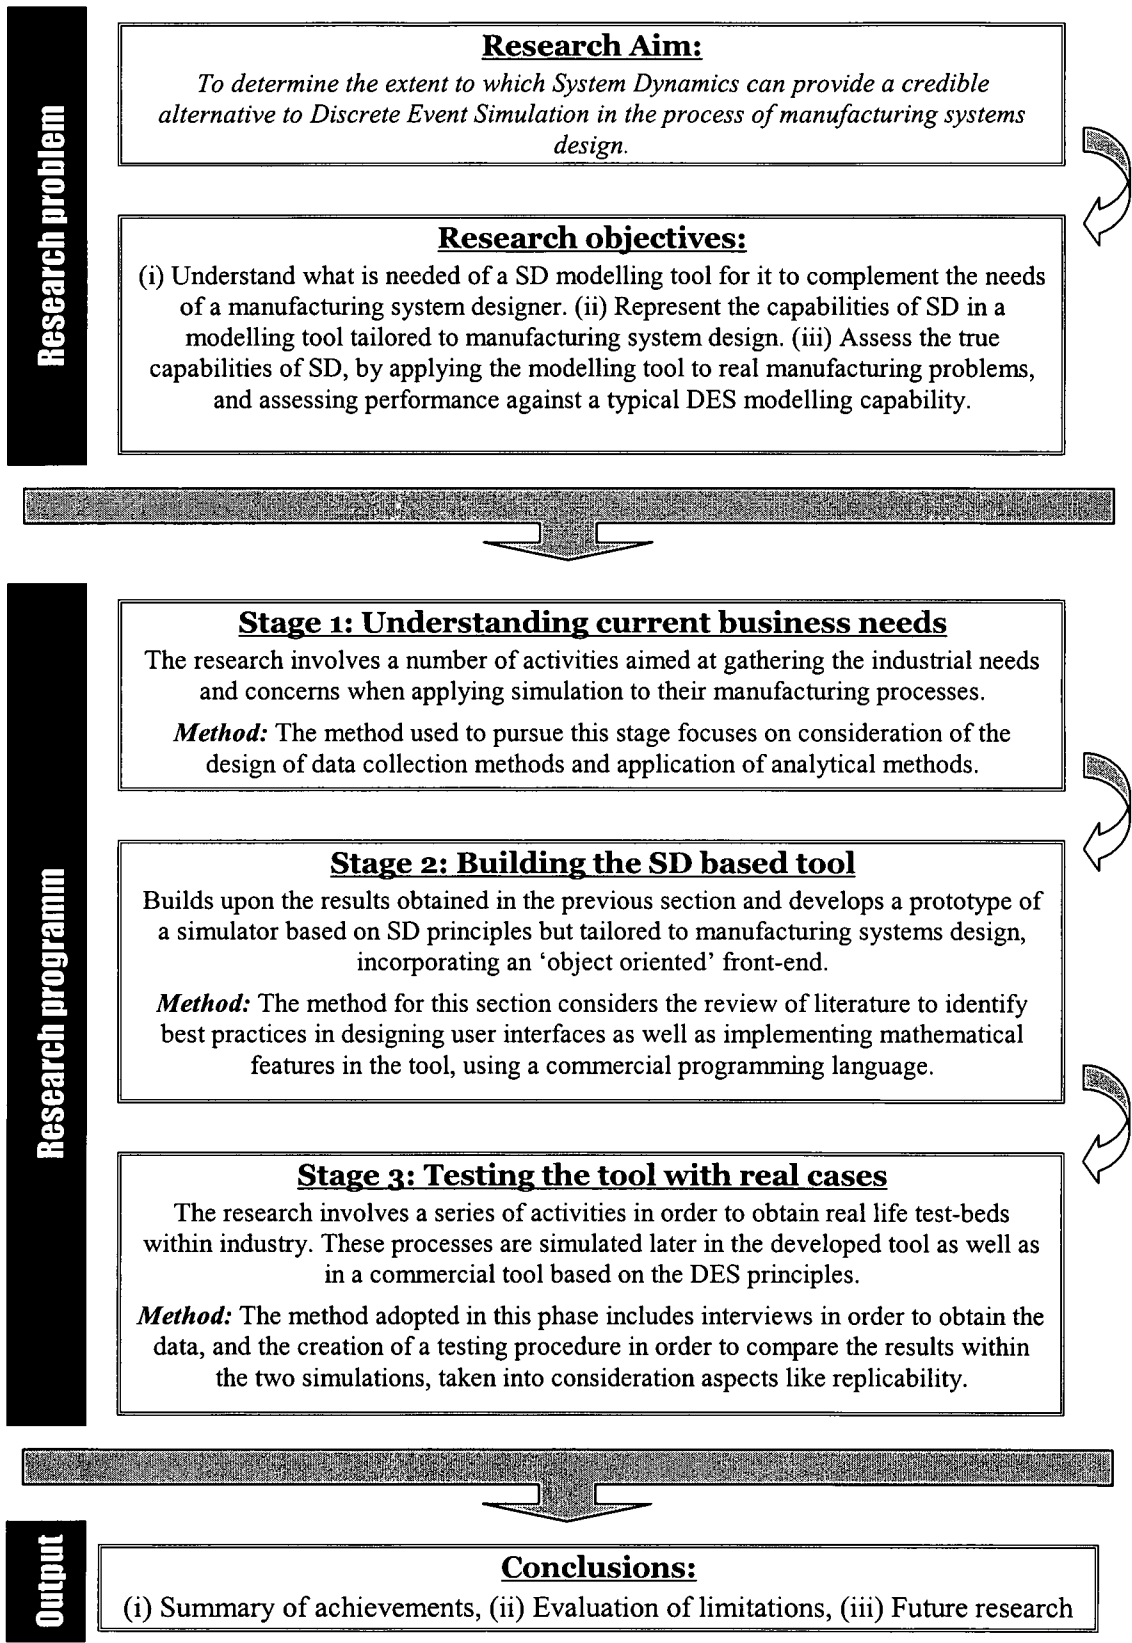 Research problem
Research Aim:
To determine the extent to which System Dynamics can provide a credible
alternative to Discrete Event Simulation in the process of manufacturing systems
design.
Research objectives:
(i) Understand what is needed of a SD modelling tool for it to complement the needs
of a manufacturing system designer. (ii) Represent the capabilities of SD in a
modelling tool tailored to manufacturing system design. (iii) Assess the true
capabilities of SD, by applying the modelling tool to real manufacturing problems,
and assessing performance against a typical DES modelling capability.
Research programm
Stage 1: Understanding current business needs
The research involves a number of activities aimed at gathering the industrial needs
and concerns when applying simulation to their manufacturing processes.
Method: The method used to pursue this stage focuses on consideration of the
design of data collection methods and application of analytical methods.
Stage 2: Building the SD based tool
Builds upon the results obtained in the previous section and develops a prototype of
a simulator based on SD principles but tailored to manufacturing systems design,
incorporating an ‘object oriented’ front-end.
Method: The method for this section considers the review of literature to identify
best practices in designing user interfaces as well as implementing mathematical
features in the tool, using a commercial programming language.
Stage 3: Testing the tool with real cases
The research involves a series of activities in order to obtain real life test-beds
within industry. These processes are simulated later in the developed tool as well as
in a commercial tool based on the DES principles.
Method: The method adopted in this phase includes interviews in order to obtain the
data, and the creation of a testing procedure in order to compare the results within
the two simulations, taken into consideration aspects like replicability.
Output
Conclusions:
(i) Summary of achievements, (ii) Evaluation of limitations, (iii) Future research